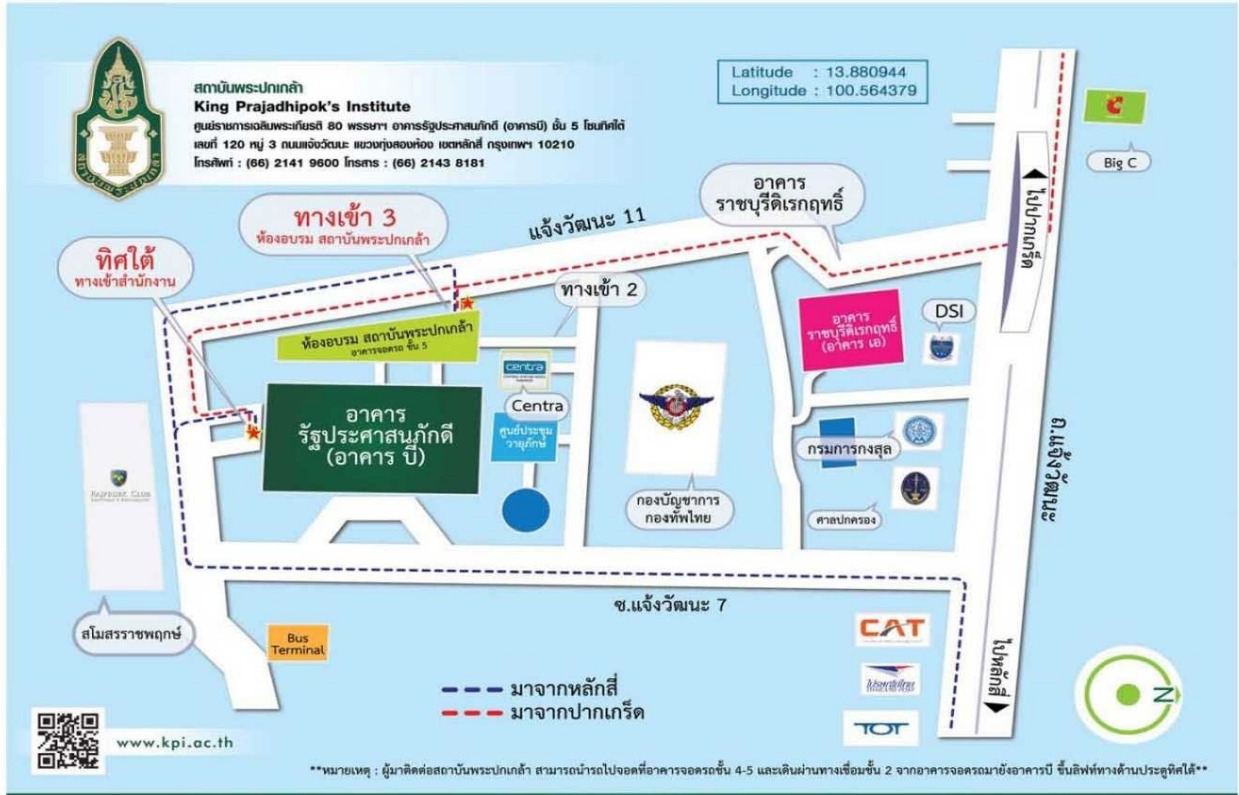 สถาบันพระปกเกล้า
King Prajadhipok's Institute
ศูนย์ราชการเฉลิมพระเกียรติ 80 พรรษาฯ อาคารรัฐประศาสนภักดี (อาคารบี) ชั้น 5 โซนทิศใต้
เลขที่ 120 หมู่ 3 ถนนแจ้งวัฒนะ แขวงทุ่งสองห้อง เขตหลักสี่ กรุงเทพฯ 10210
โทรศัพท์ : (66) 2141 9600 โทรสาร : (66) 2143 8181
สถาบันพระปกเกล้า
Latitude : 13.880944
Longitude : 100.564379
Big C
อาคาร
ราชบุรีดิเรกฤทธิ์
แจ้งวัฒนะ 11
ทางเข้า 3
ห้องอบรม สถาบันพระปกเกล้า
ทิศใต้
ทางเข้าสำนักงาน
ไปปากเกร็ด
ทางเข้า 2
ห้องอบรม สถาบันพระปกเกล้า
อาคารจอดรถ ชั้น 5
อาคาร
ราชบุรีดิเรกฤทธิ์
(อาคาร เอ)
DSI
centra
Centra
อาคาร
รัฐประศาสนภักดี
(อาคาร บี)
ศูนย์ประชุม
วายุภักษ์
กรมการกงสุล
ถ.แจ้งวัฒนะ
RAJPRUEK CLUB
กองบัญชาการ
กองทัพไทย
ศาลปกครอง
ซ.แจ้งวัฒนะ 7
สโมสรราชพฤกษ์
Bus
Terminal
CAT
ไปรษณีย์ไทย
TOT
ไปหลักสี่
N
มาจากหลักสี่
มาจากปากเกร็ด
www.kpi.ac.th
**หมายเหตุ : ผู้มาติดต่อสถาบันพระปกเกล้า สามารถนำรถไปจอดที่อาคารจอดรถชั้น 4-5 และเดินผ่านทางเชื่อมชั้น 2 จากอาคารจอดรถมายังอาคารบี ขึ้นลิฟท์ทางด้านประตูทิศใต้**